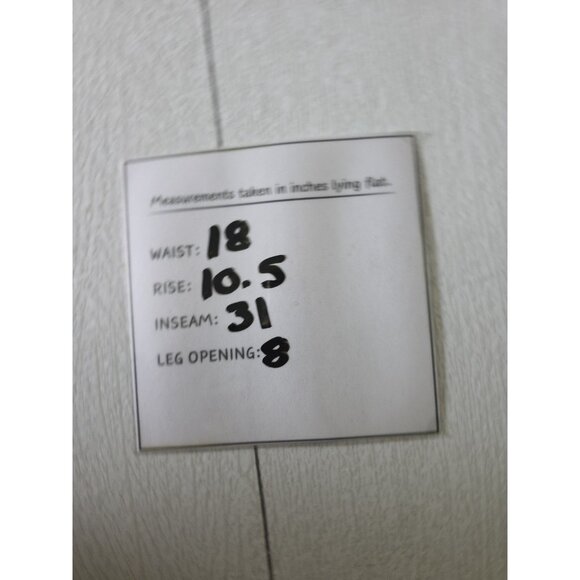 Measurements taken in inches lying flat.
WAIST: 18
RISE: 10.5
INSEAM: 31
LEG OPENING: 8